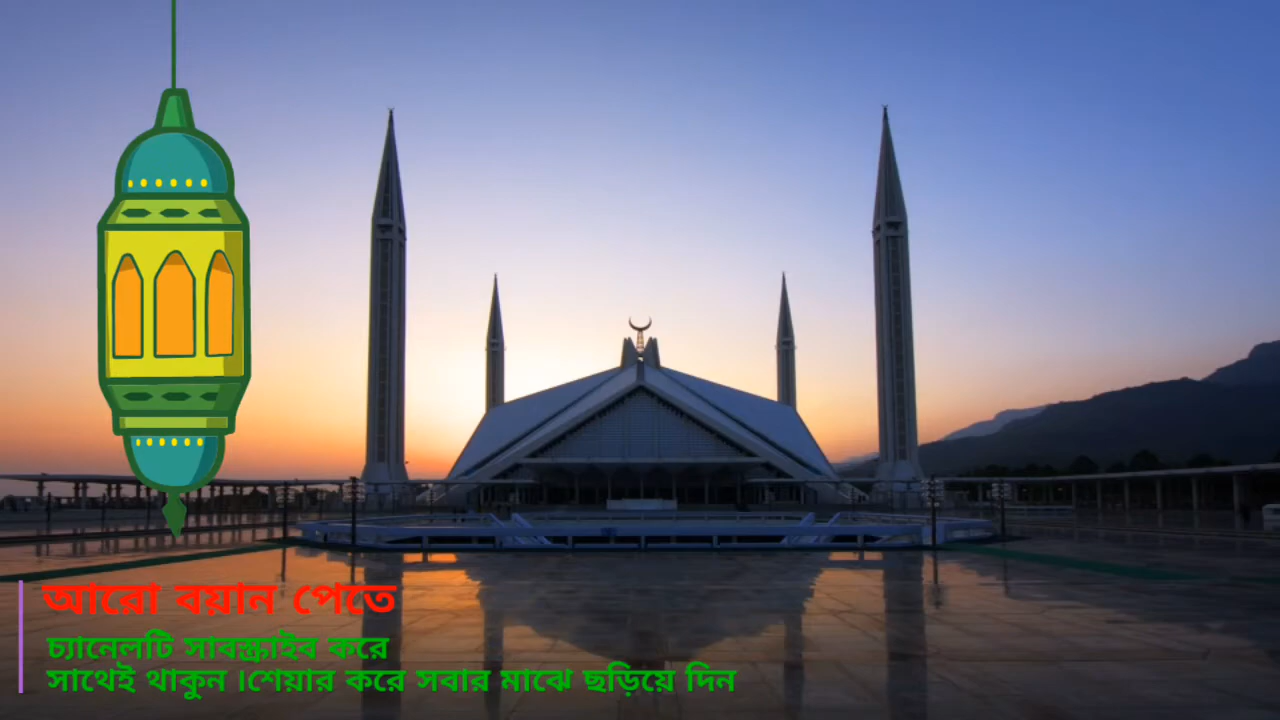 আরো বয়ান পেতে
চ্যানেলটি সাবস্ক্রাইব করে
সাথেই থাকুন ।শেয়ার করে সবার মাঝে ছড়িয়ে দিন